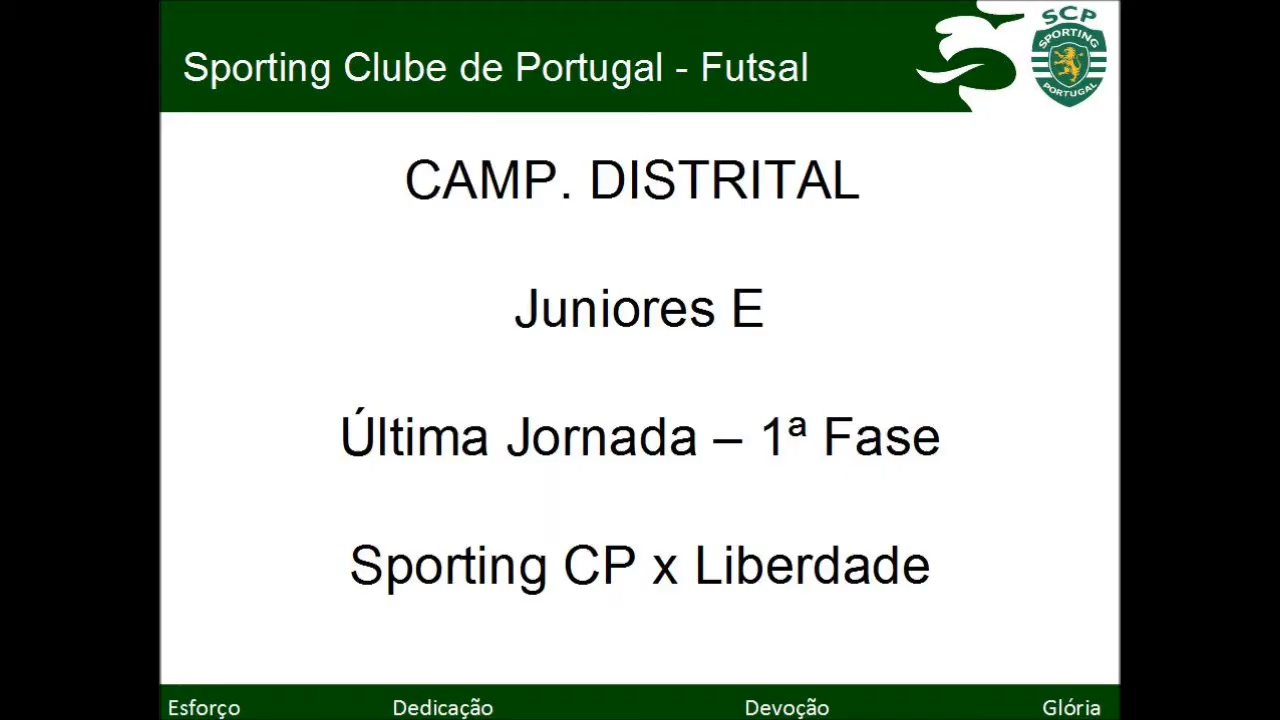 Sporting Clube de Portugal - Futsal
SCP
SPORTING
PORTUGAL
CAMP. DISTRITAL
Juniores E
Última Jornada – 1ª Fase
Sporting CP x Liberdade
Esforço Dedicação Devoção Glória